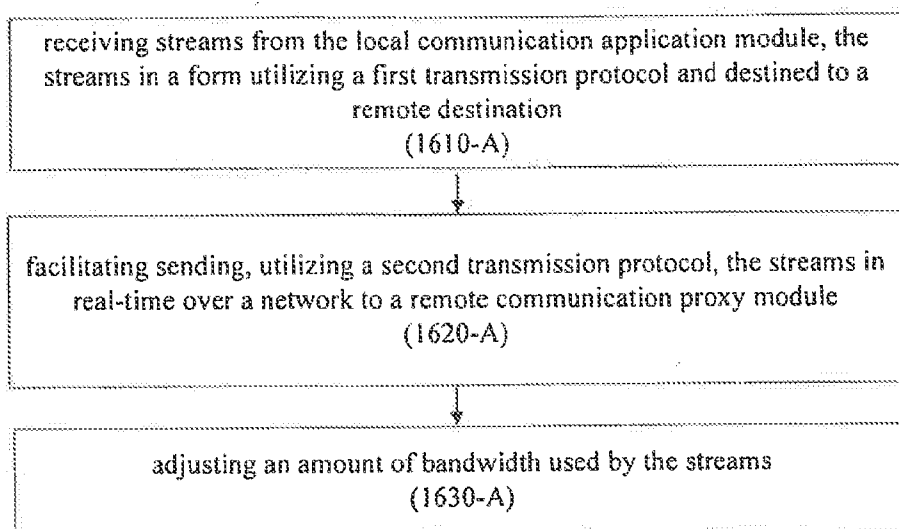 receiving streams from the local communication application module, the
streams in a form utilizing a first transmission protocol and destined to a
remote destination
(1610-A)
facilitating sending, utilizing a second transmission protocol, the streams in
real-time over a network to a remote communication proxy module
(1620-A)
adjusting an amount of bandwidth used by the streams
(1630-A)